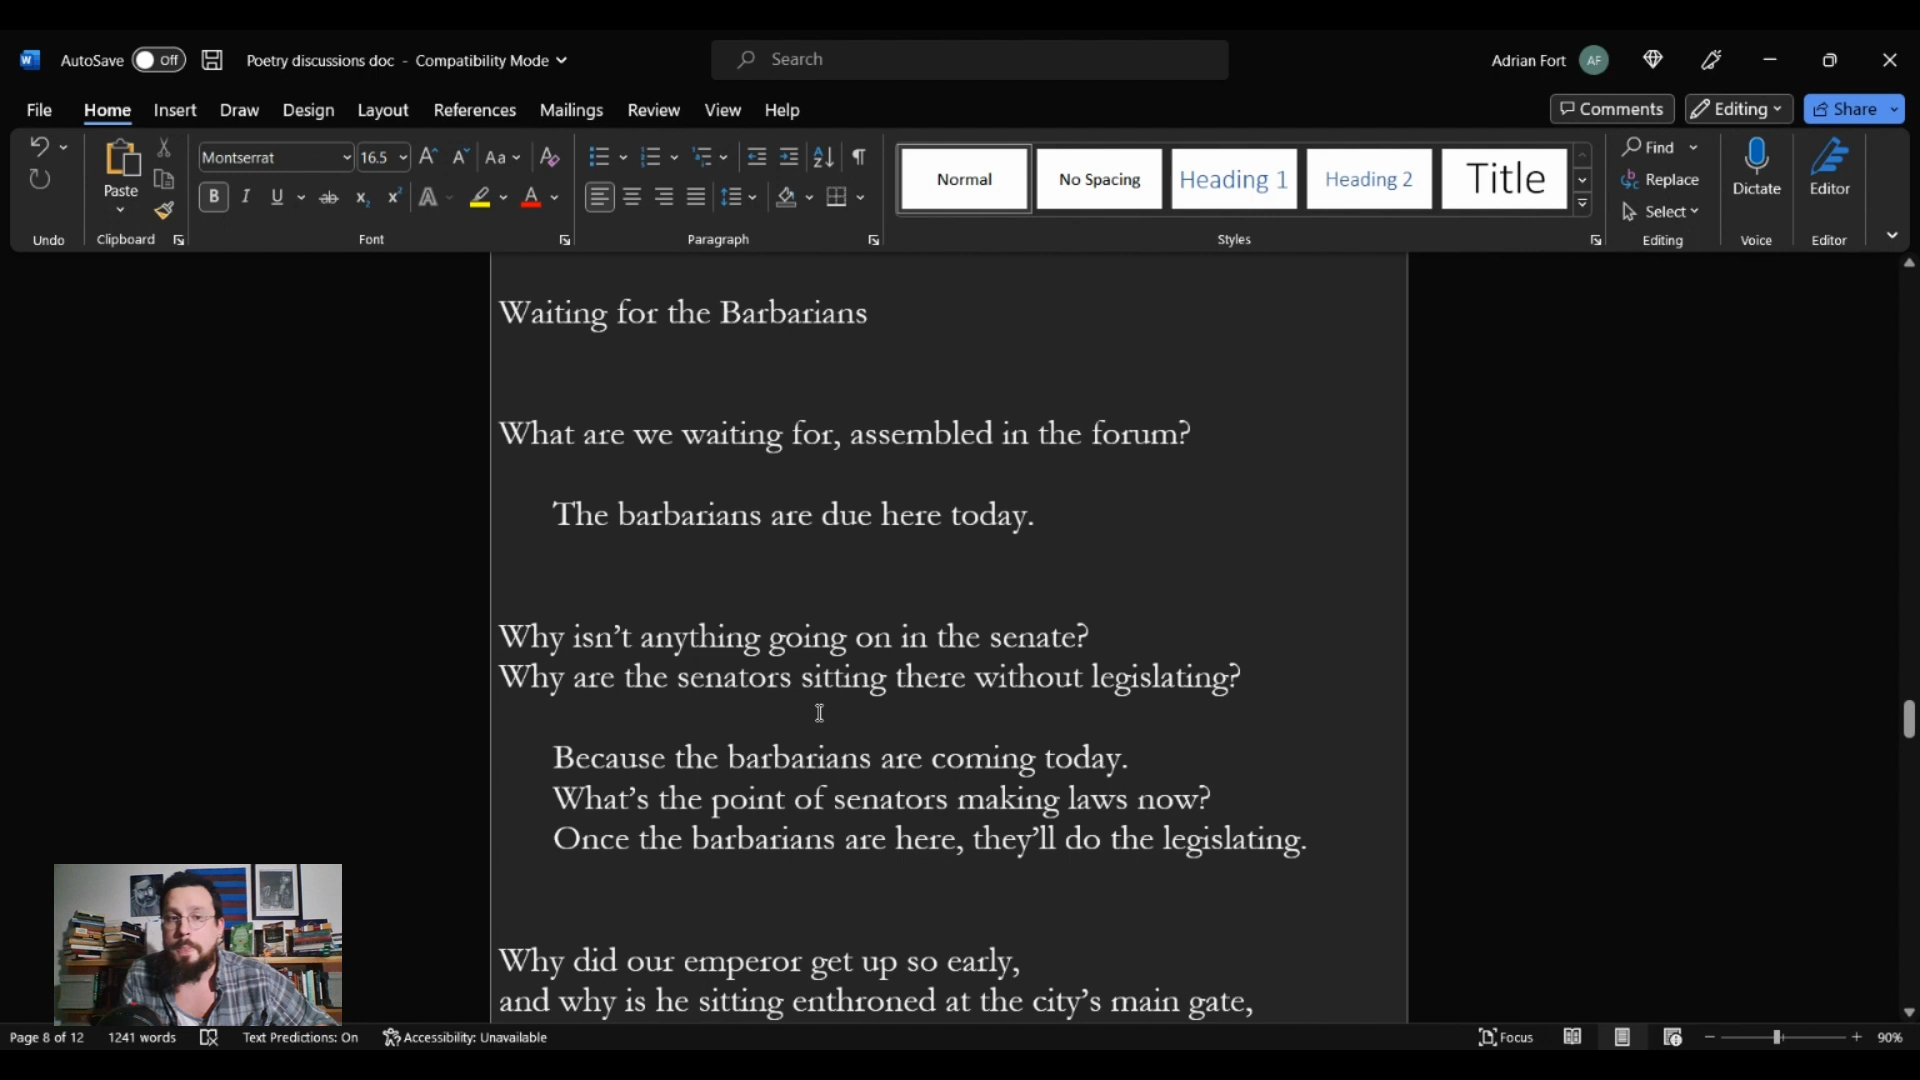 AutoSave Off Poetry discussions doc - Compatibility Mode Search Adrian Fort AF
File Home Insert Draw Design Layout References Mailings Review View Help Comments Editing Share
Paste Montserrat 16.5 Aa Normal No Spacing Heading 1 Heading 2 Title Find Replace Select Dictate Editor
B I U ab x₂ x² A A
Undo Clipboard Font Paragraph Styles Editing Voice Editor
Waiting for the Barbarians
What are we waiting for, assembled in the forum?
The barbarians are due here today.
Why isn’t anything going on in the senate?
Why are the senators sitting there without legislating?
Because the barbarians are coming today.
What’s the point of senators making laws now?
Once the barbarians are here, they’ll do the legislating.
Why did our emperor get up so early,
and why is he sitting enthroned at the city’s main gate,
Page 8 of 12 1241 words Text Predictions: On Accessibility: Unavailable Focus 90%